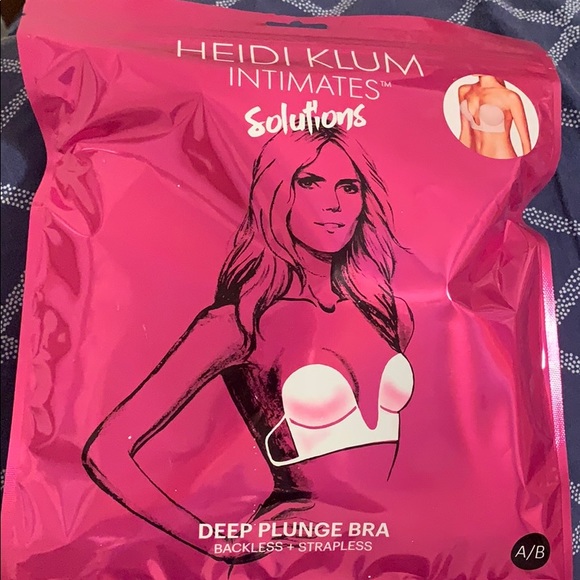 HEIDI KLUM
INTIMATES™
Solutions
DEEP PLUNGE BRA
BACKLESS + STRAPLESS
A/B